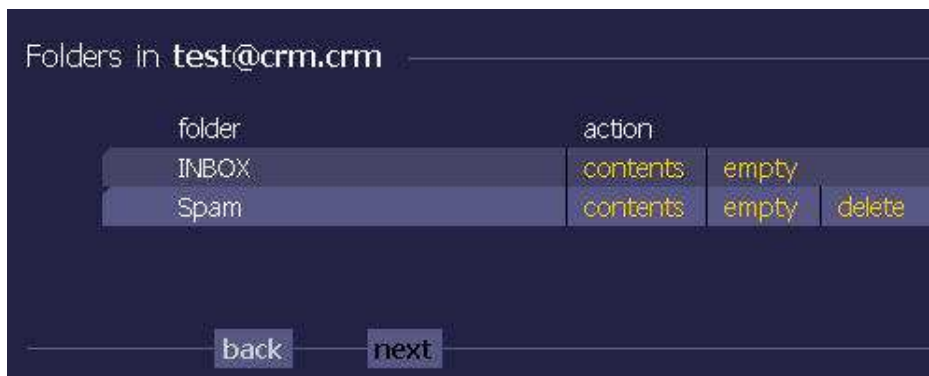 Folders in test@crm.crm
folder action
INBOX contents empty
Spam contents empty delete
back next